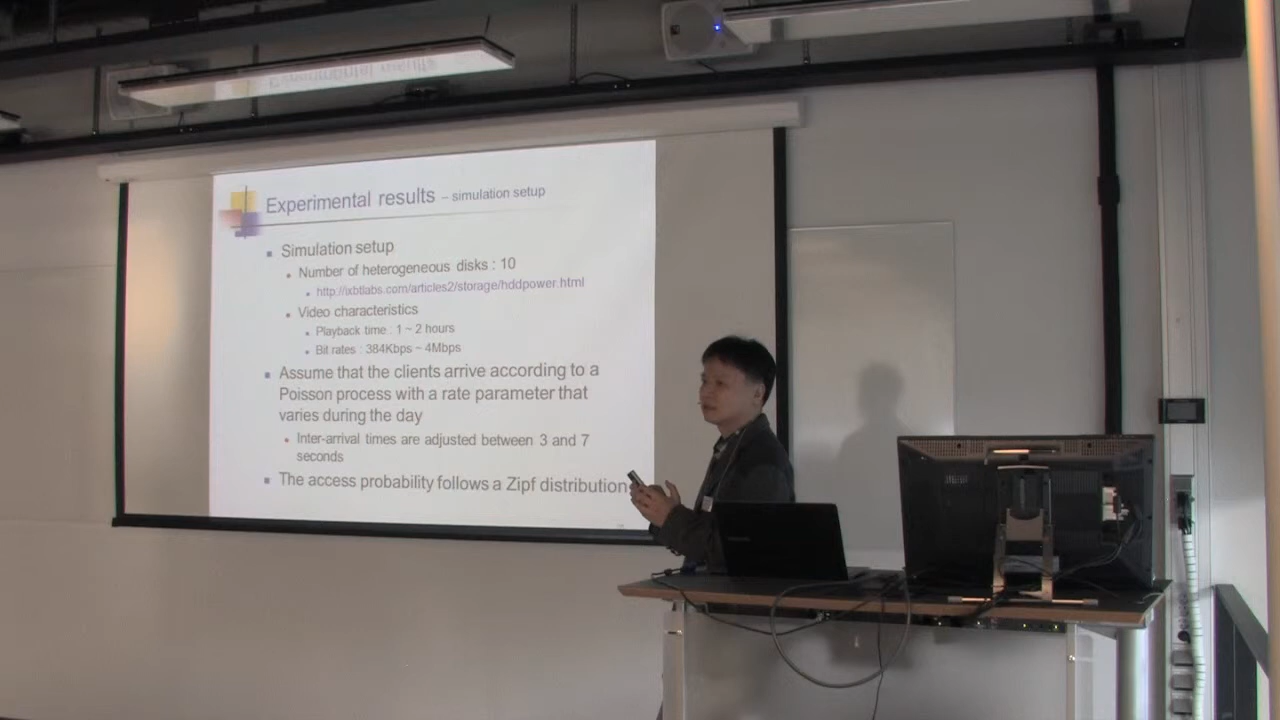 Experimental results – simulation setup
Simulation setup
Number of heterogeneous disks : 10
http://ixbtlabs.com/articles2/storage/hddpower.html
Video characteristics
Playback time : 1 ~ 2 hours
Bit rates : 384Kbps ~ 4Mbps
Assume that the clients arrive according to a
Poisson process with a rate parameter that
varies during the day
Inter-arrival times are adjusted between 3 and 7
seconds
The access probability follows a Zipf distribution